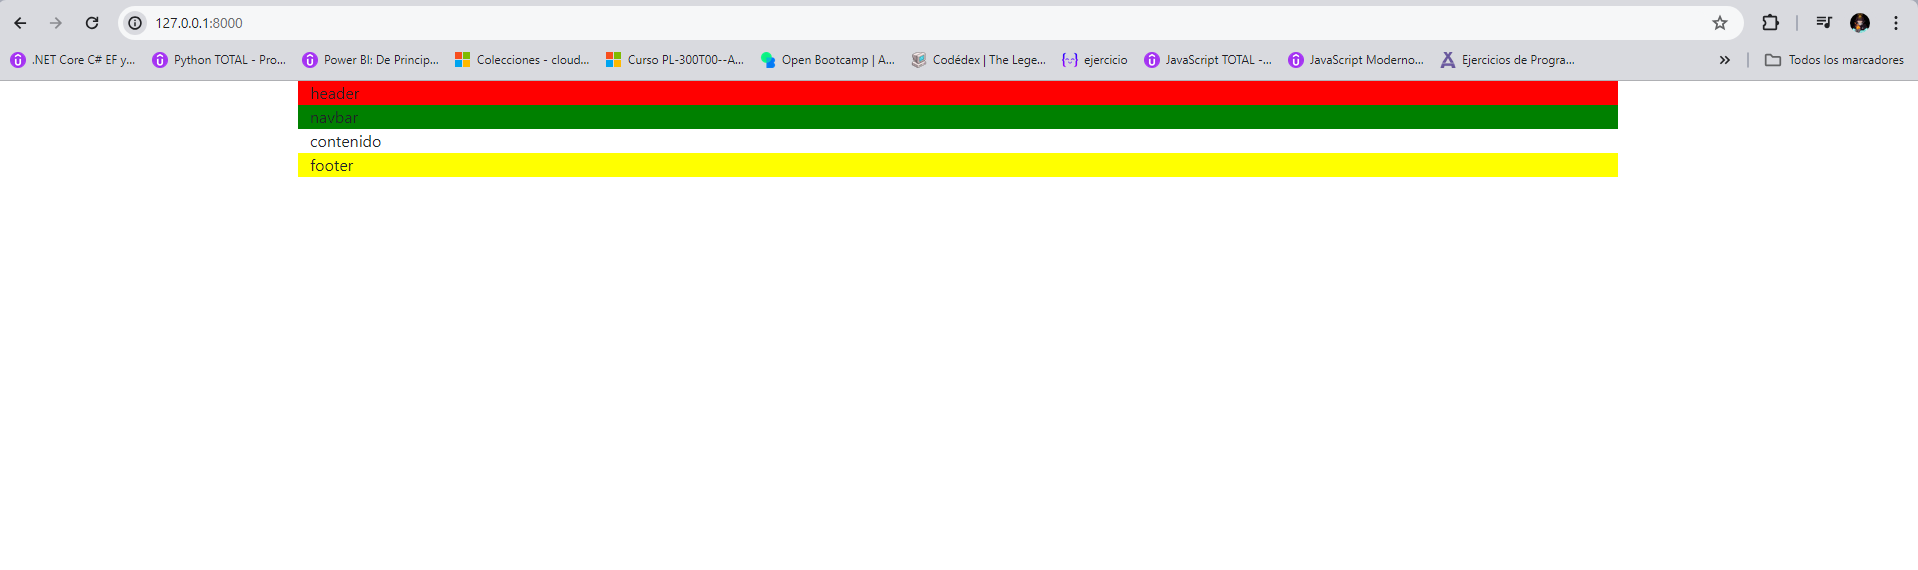 127.0.0.1:8000
.NET Core C# EF y... Python TOTAL - Pro... Power BI: De Princip... Colecciones - cloud... Curso PL-300T00--A... Open Bootcamp | A... Codédex | The Lege... ejercicio JavaScript TOTAL -... JavaScript Moderno... Ejercicios de Progra... » Todos los marcadores
header
navbar
contenido
footer